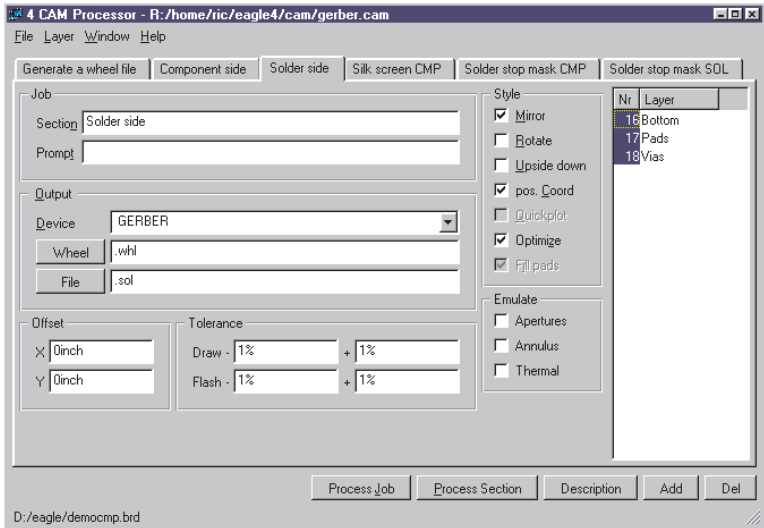 4 CAM Processor - R:/home/ric/eagle4/cam/gerber.cam
File Layer Window Help
Generate a wheel file Component side Solder side Silk screen CMP Solder stop mask CMP Solder stop mask SOL
Job
Section Solder side
Prompt
Output
Device GERBER
Wheel .whl
File .sol
Offset
X 0inch
Y 0inch
Tolerance
Draw - 1% + 1%
Flash - 1% + 1%
Style
Mirror
Rotate
Upside down
pos. Coord
Quickplot
Optimize
Fill pads
Emulate
Apertures
Annulus
Thermal
Nr Layer
16 Bottom
17 Pads
18 Vias
Process Job Process Section Description Add Del
D:/eagle/democmp.brd